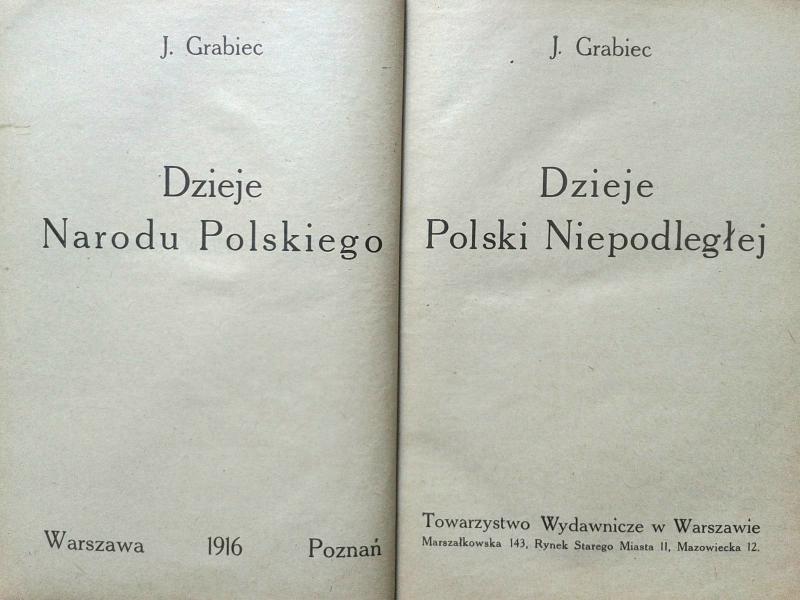 J. Grabiec
Dzieje
Narodu Polskiego
Warszawa 1916 Poznań
J. Grabiec
Dzieje
Polski Niepodległej
Towarzystwo Wydawnicze w Warszawie
Marszałkowska 143, Rynek Starego Miasta 11, Mazowiecka 12.